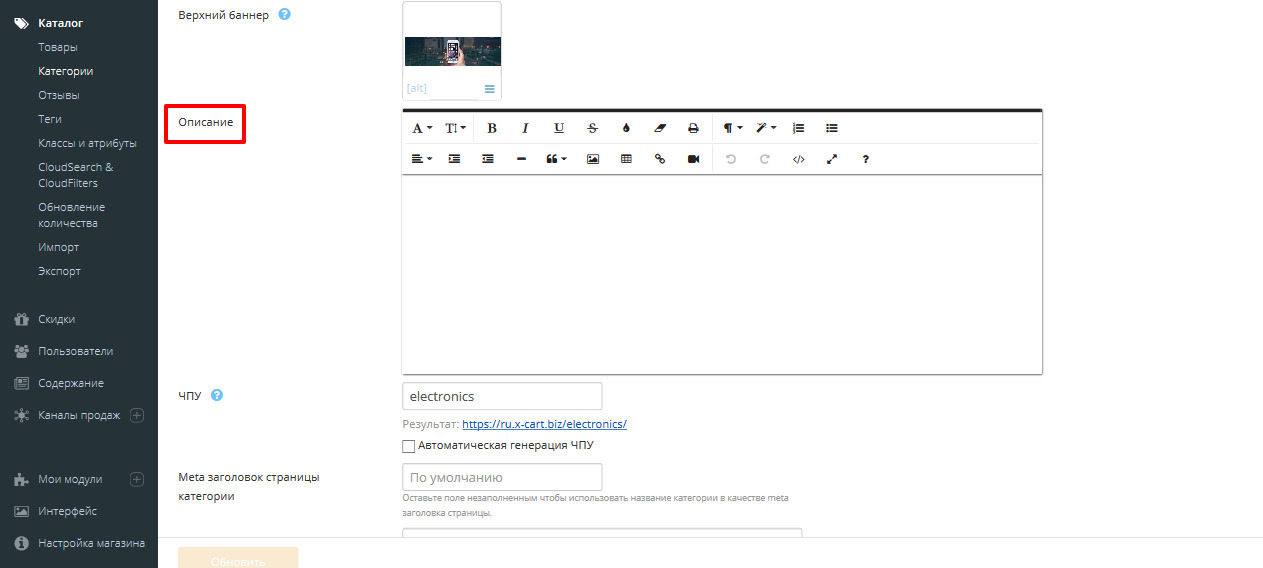 Каталог
Товары
Категории
Отзывы
Теги
Классы и атрибуты
CloudSearch &
CloudFilters
Обновление
количества
Импорт
Экспорт
Скидки
Пользователи
Содержание
Каналы продаж
Мои модули
Интерфейс
Настройка магазина
Верхний баннер ?
[alt]
Описание
A T B I U S ¶
“ </> ?
ЧПУ ?
electronics
Результат: https://ru.x-cart.biz/electronics/
Автоматическая генерация ЧПУ
Meta заголовок страницы
категории
По умолчанию
Оставьте поле незаполненным чтобы использовать название категории в качестве meta
заголовка страницы.
Обновить